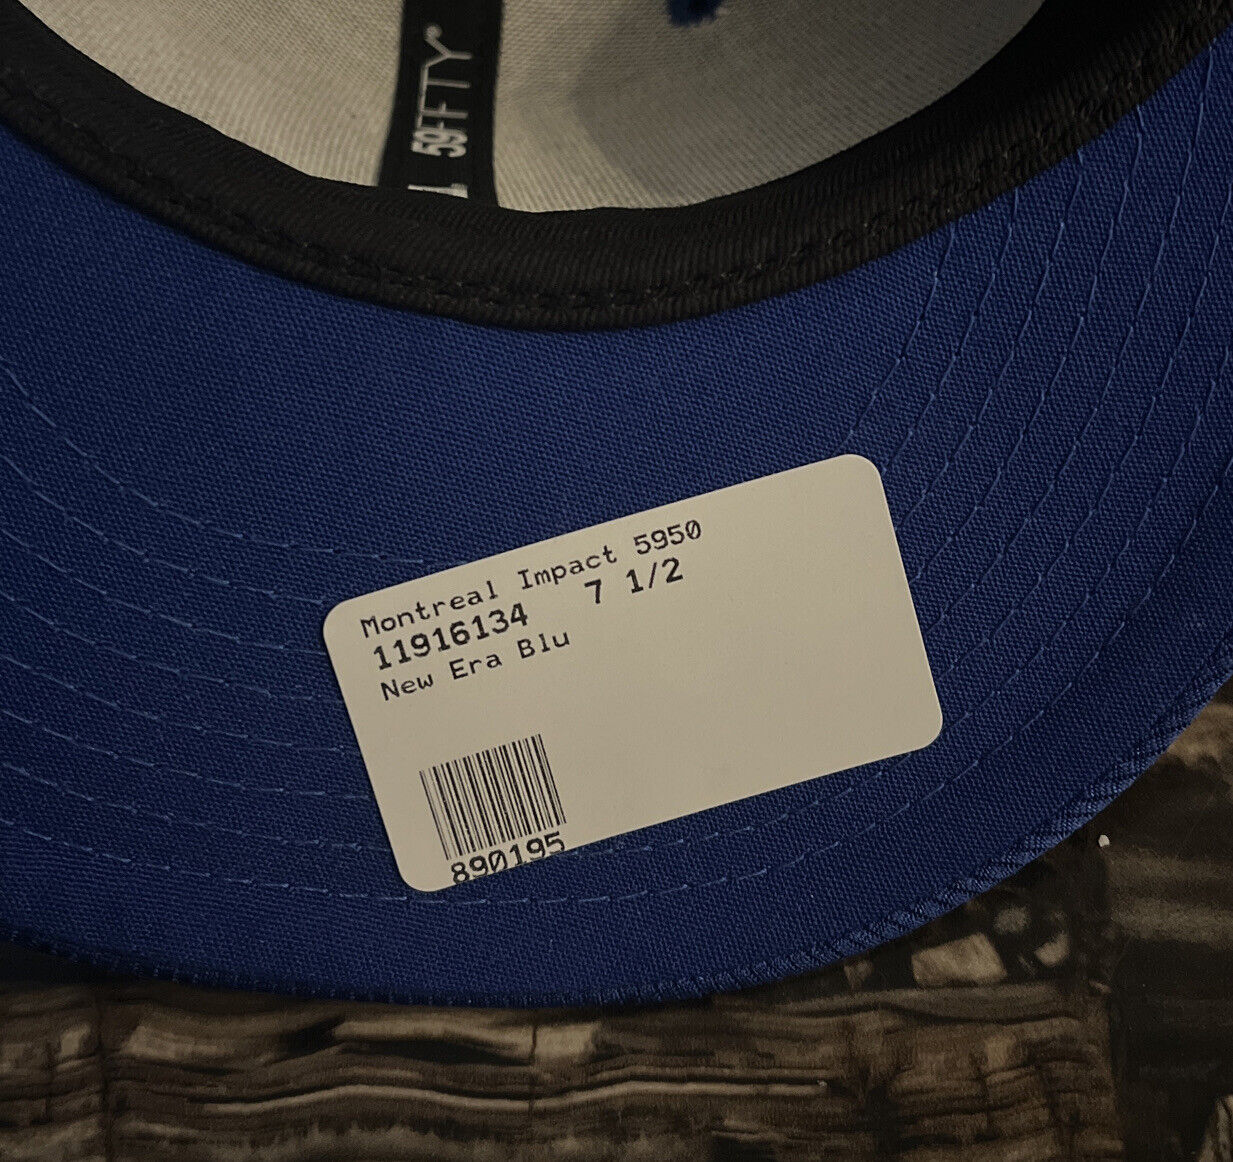 59FIFTY®
Montreal Impact 5950
11916134 7 1/2
New Era Blu
890195